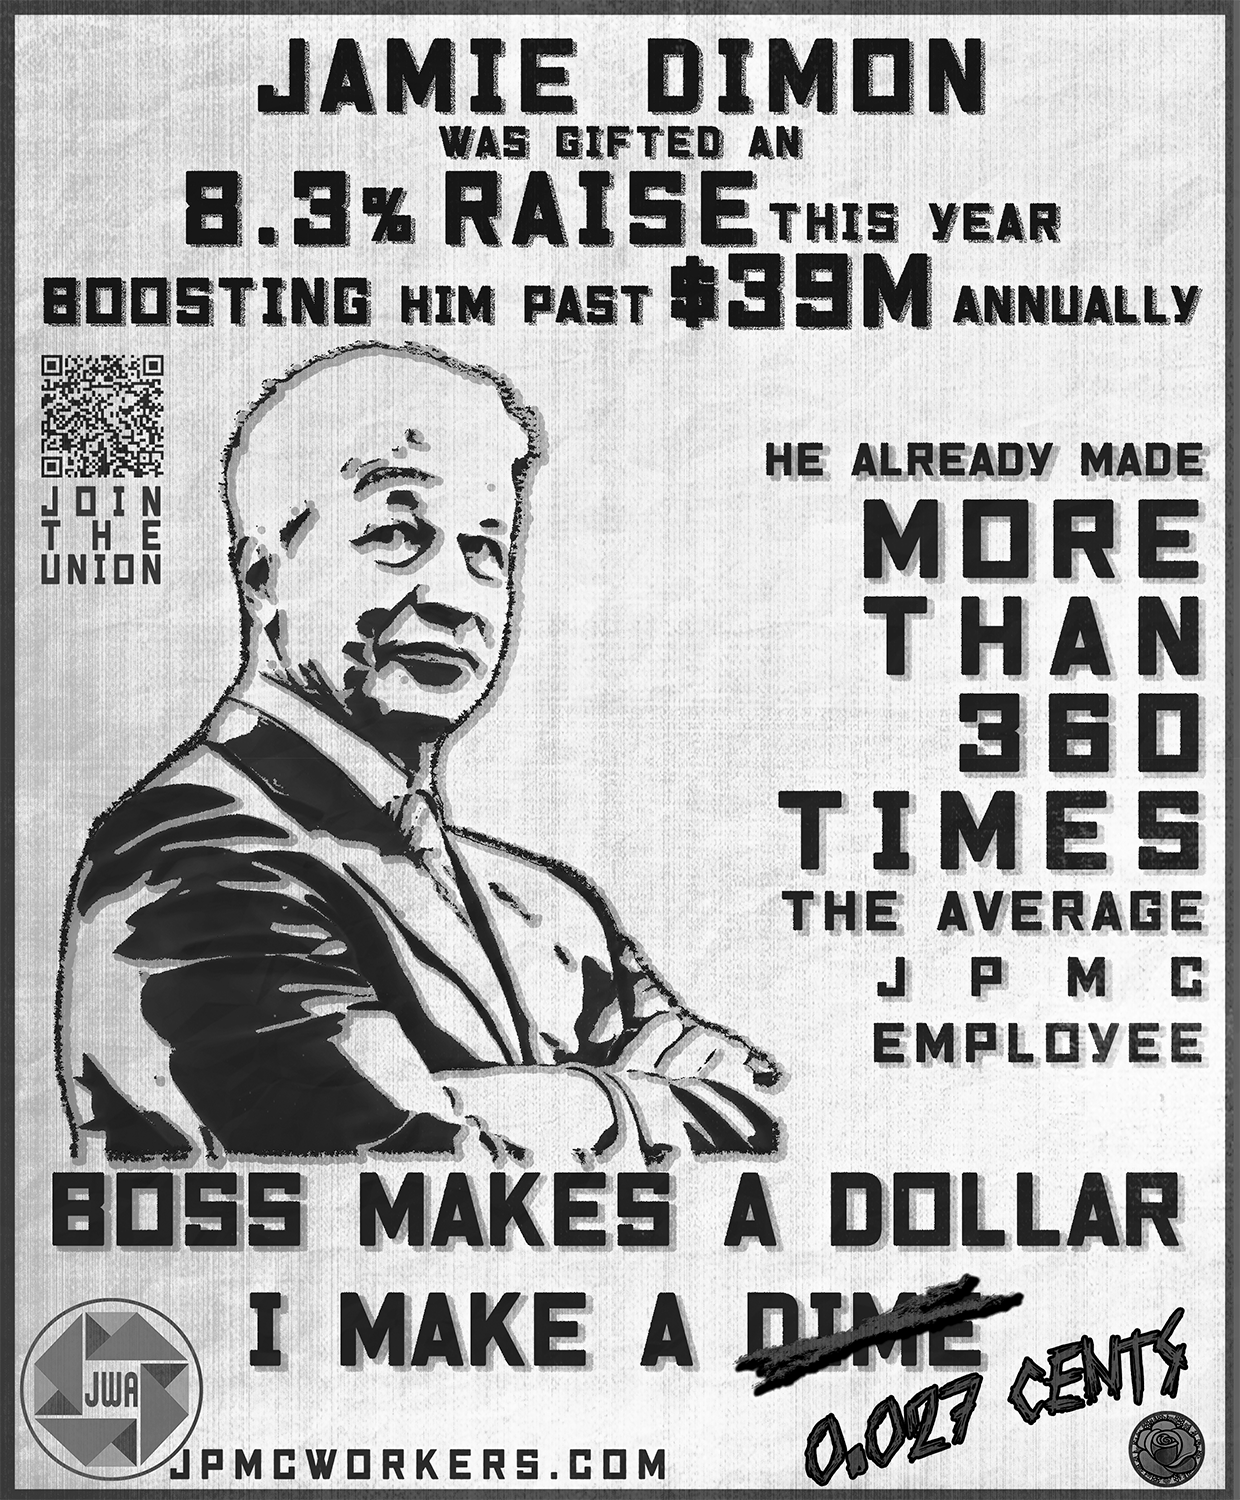 JAMIE DIMON
WAS GIFTED AN
8.3% RAISE THIS YEAR
BOOSTING HIM PAST $39M ANNUALLY
JOIN
THE
UNION
HE ALREADY MADE
MORE
THAN
360
TIMES
THE AVERAGE
JPMC
EMPLOYEE
BOSS MAKES A DOLLAR
I MAKE A DIME
0.027 CENTS
JWA
JPMCWORKERS.COM